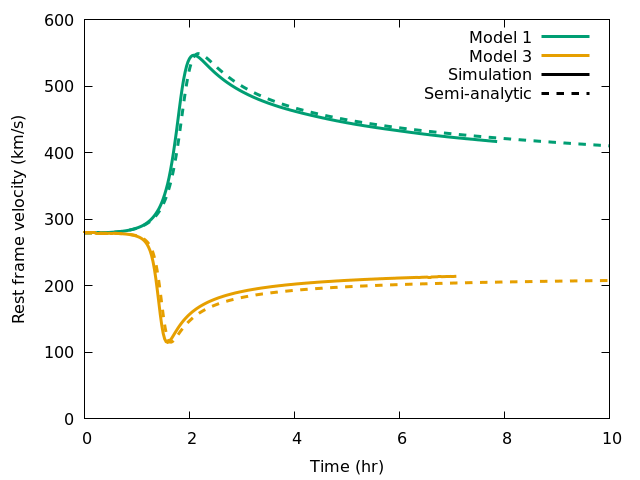 600
500
400
300
200
100
0
Rest frame velocity (km/s)
Model 1
Model 3
Simulation
Semi-analytic
0 2 4 6 8 10
Time (hr)